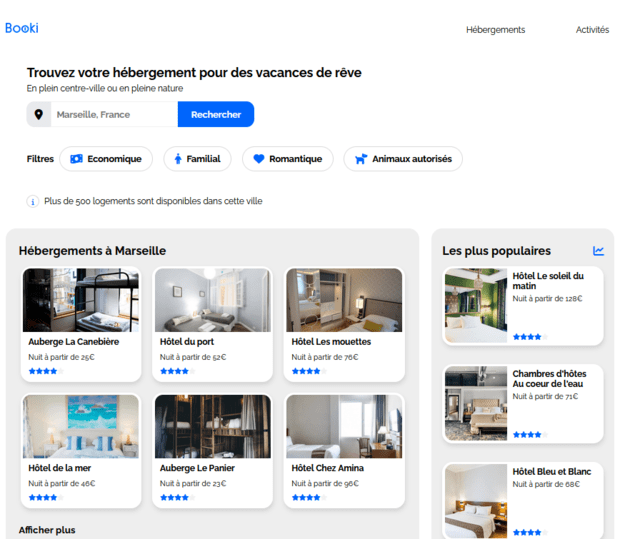 Booki
Hébergements
Activités
Trouvez votre hébergement pour des vacances de rêve
En plein centre-ville ou en pleine nature
Marseille, France
Rechercher
Filtres
Economique
Familial
Romantique
Animaux autorisés
Plus de 500 logements sont disponibles dans cette ville
Hébergements à Marseille
Auberge La Canebière
Nuit à partir de 25€
Hôtel du port
Nuit à partir de 52€
Hôtel Les mouettes
Nuit à partir de 76€
Hôtel de la mer
Nuit à partir de 46€
Auberge Le Panier
Nuit à partir de 23€
Hôtel Chez Amina
Nuit à partir de 96€
Afficher plus
Les plus populaires
Hôtel Le soleil du
matin
Nuit à partir de 128€
Chambres d'hôtes
Au coeur de l'eau
Nuit à partir de 71€
Hôtel Bleu et Blanc
Nuit à partir de 68€